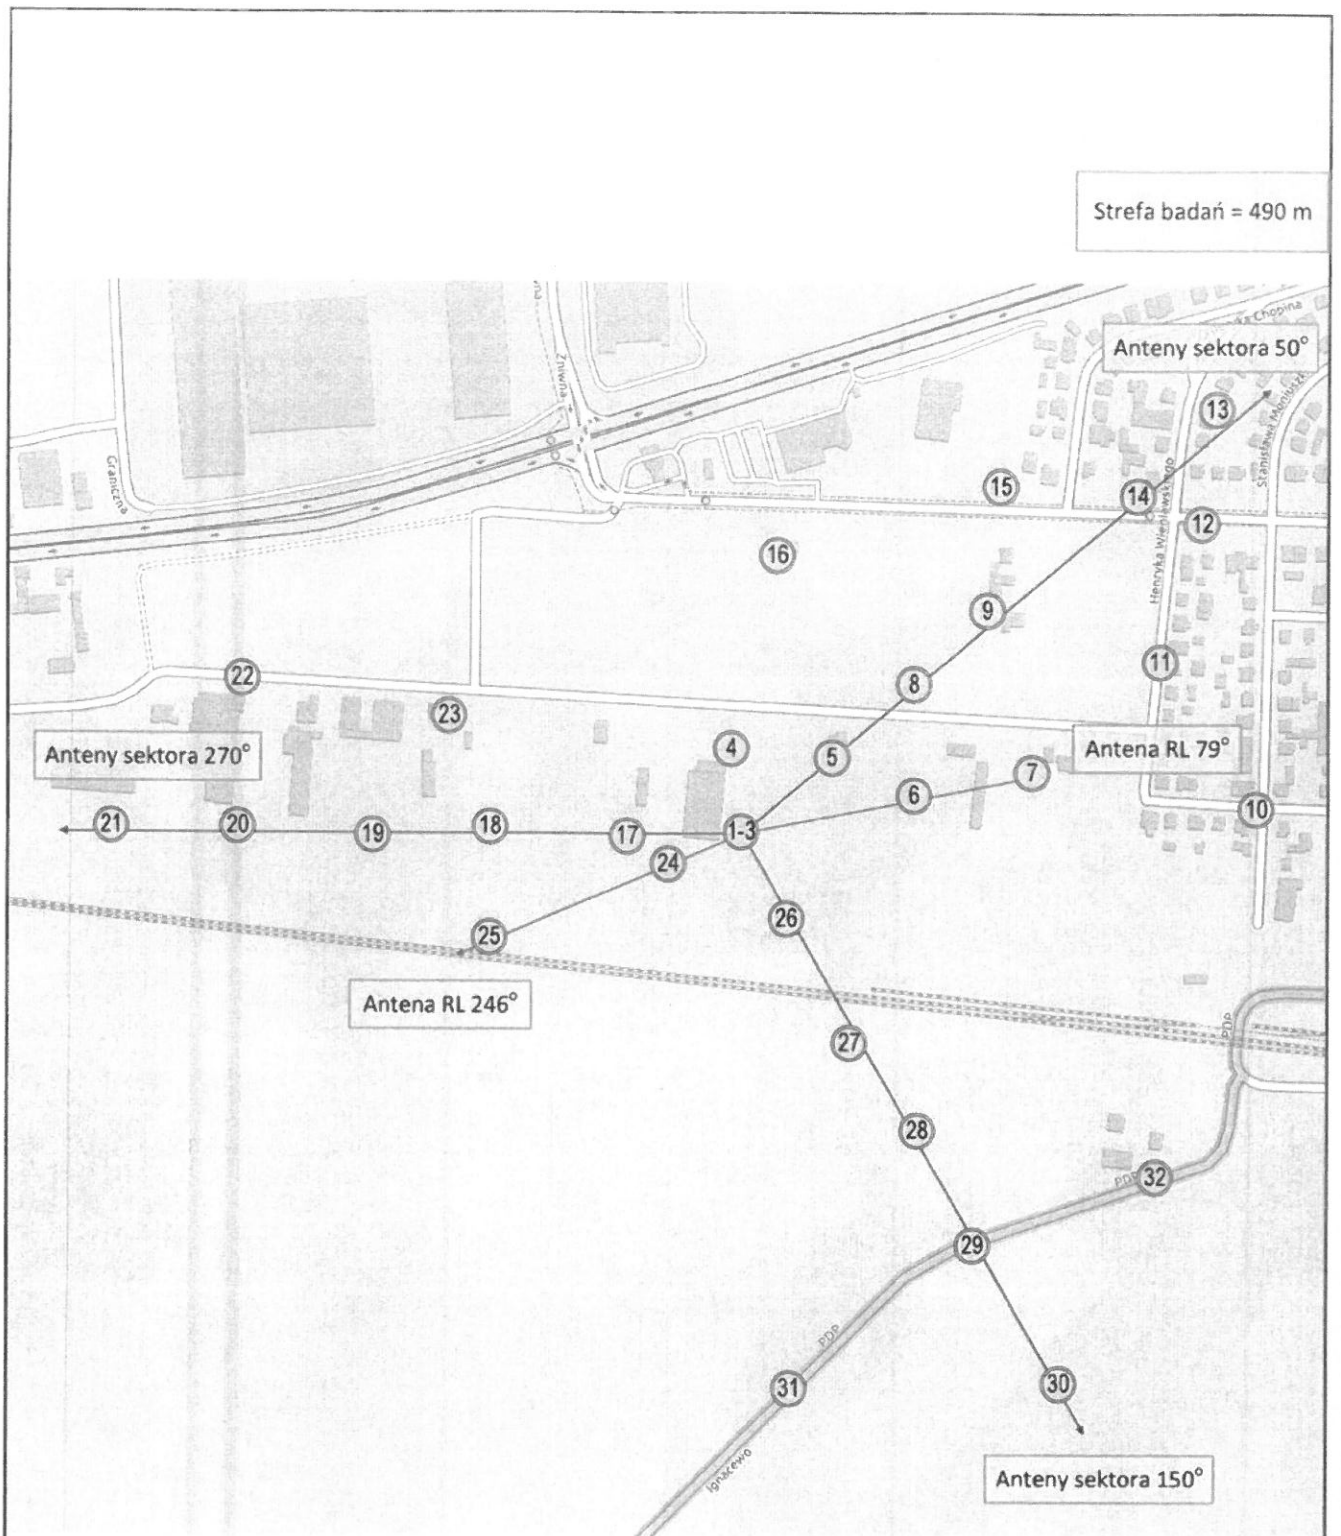 Strefa badań = 490 m
Chopina
Anteny sektora 50°
Żniwna
13
Stanisława Moniuszki
Graniczna
15
14
12
Henryka Wieniawskiego
16
9
11
22
8
23
4
5
Anteny sektora 270°
Antena RL 79°
7
6
10
21
20
19
18
17
1-3
24
26
25
Antena RL 246°
PDP
27
28
PDP
32
29
PDP
31
30
Ignacewo
Anteny sektora 150°